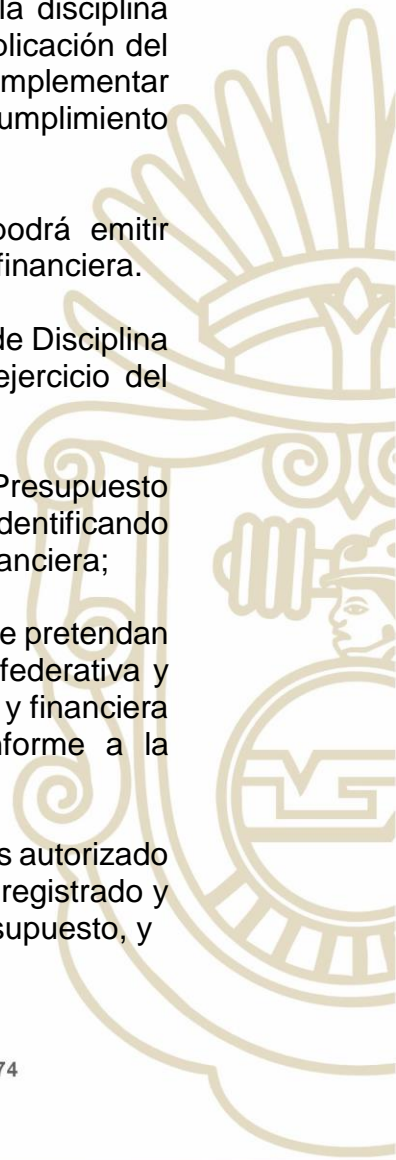 la disciplina
plicación del
mplementar
umplimiento
podrá emitir
financiera.
de Disciplina
ejercicio del
Presupuesto
dentificando
anciera;
e pretendan
federativa y
y financiera
nforme a la
s autorizado
registrado y
supuesto, y
74